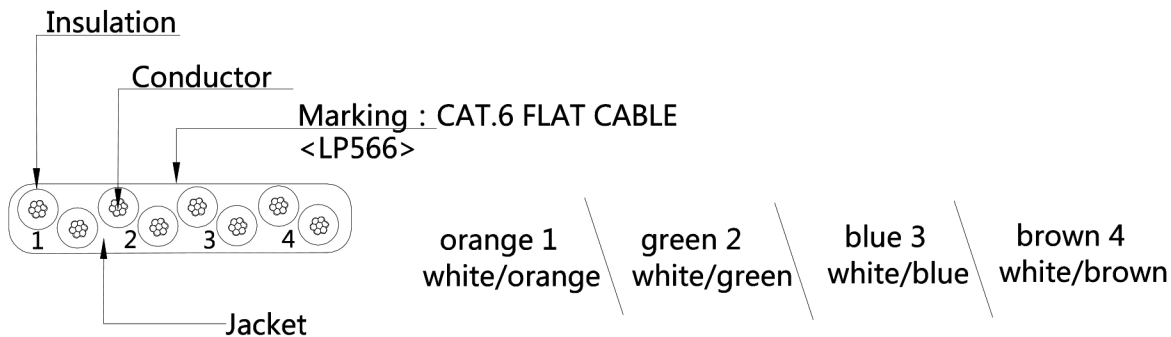 Insulation
Conductor
Marking : CAT.6 FLAT CABLE
<LP566>
1 2 3 4
orange 1
white/orange
green 2
white/green
blue 3
white/blue
brown 4
white/brown
Jacket